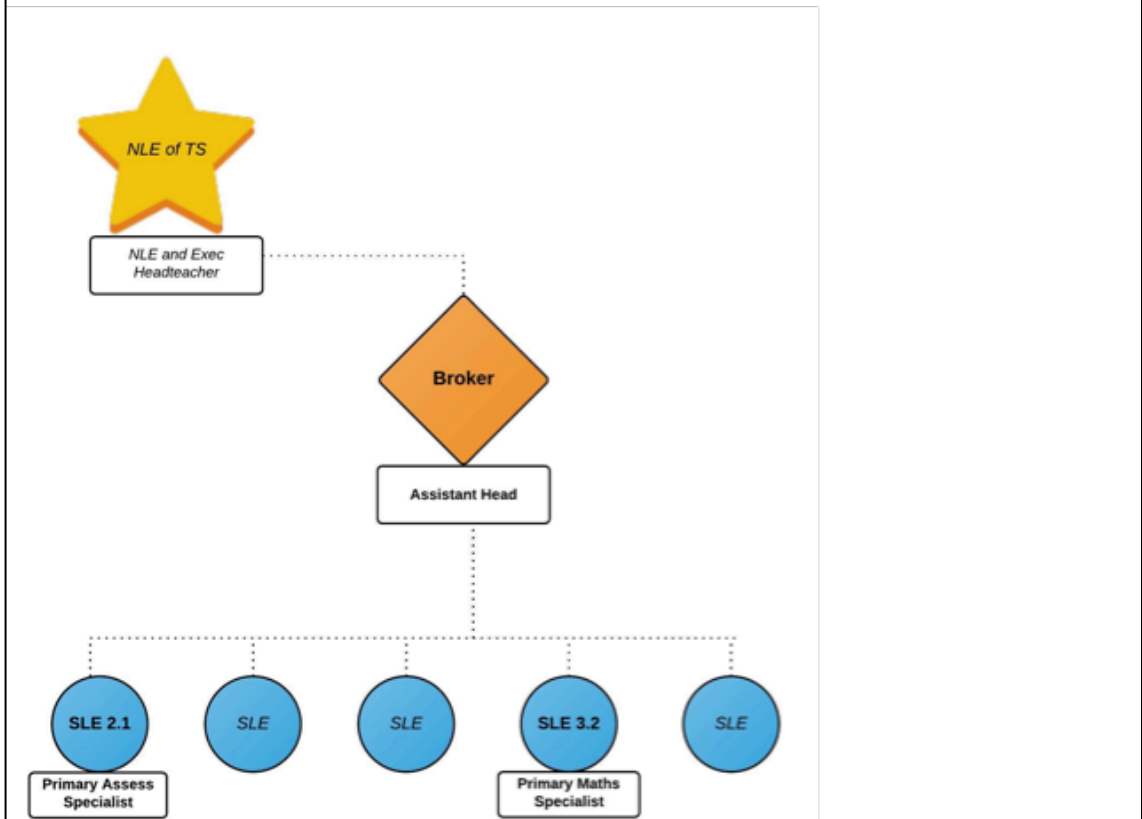 NLE of TS
NLE and Exec
Headteacher
Broker
Assistant Head
SLE 2.1
SLE
SLE
SLE 3.2
SLE
Primary Assess
Specialist
Primary Maths
Specialist